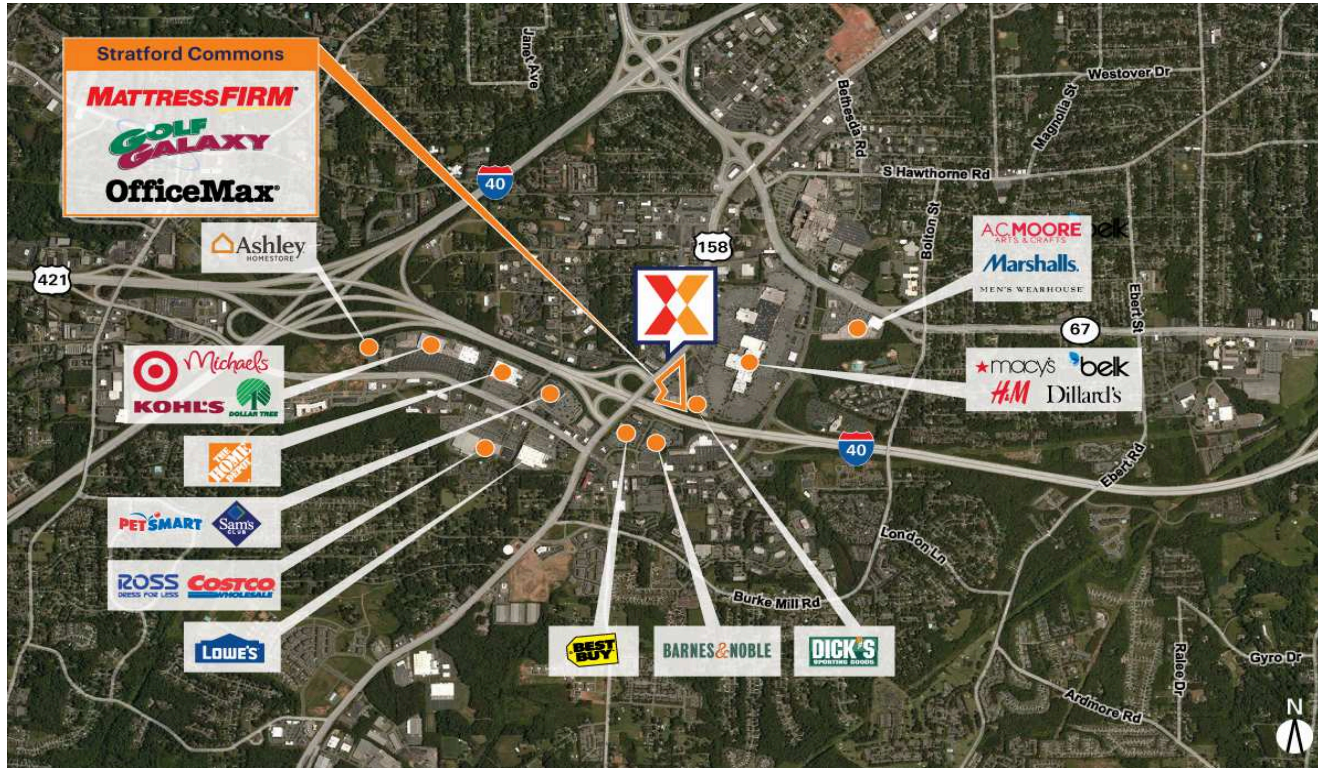 Stratford Commons
MATTRESSFIRM
GOLF
GALAXY
OfficeMax
Janet Ave
Westover Dr
Magnolia St
Bethesda Rd
S Hawthorne Rd
40
Ashley
HOMESTORE
158
Bolton St
A.C.MOORE
ARTS & CRAFTS
belk
Marshalls.
MEN'S WEARHOUSE
421
Ebert St
67
Michaels
KOHL'S
DOLLAR TREE
macy's
belk
H&M
Dillard's
THE
HOME
DEPOT
40
Ebert Rd
PETSMART
Sam's
CLUB
London Ln
ROSS
DRESS FOR LESS
COSTCO
WHOLESALE
Burke Mill Rd
LOWE'S
BEST
BUY
BARNES&NOBLE
DICK'S
SPORTING GOODS
Ralee Dr
Gyro Dr
Ardmore Rd
N